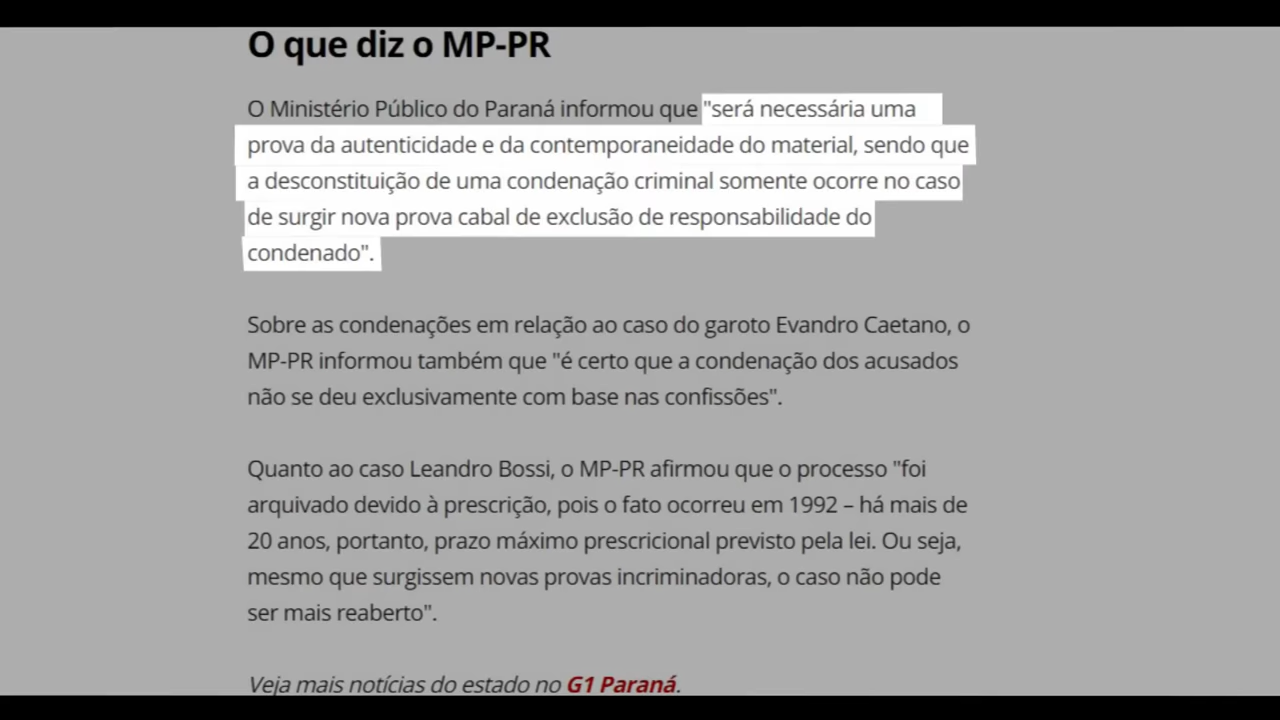 O que diz o MP-PR
O Ministério Público do Paraná informou que "será necessária uma
prova da autenticidade e da contemporaneidade do material, sendo que
a desconstituição de uma condenação criminal somente ocorre no caso
de surgir nova prova cabal de exclusão de responsabilidade do
condenado".
Sobre as condenações em relação ao caso do garoto Evandro Caetano, o
MP-PR informou também que "é certo que a condenação dos acusados
não se deu exclusivamente com base nas confissões".
Quanto ao caso Leandro Bossi, o MP-PR afirmou que o processo "foi
arquivado devido à prescrição, pois o fato ocorreu em 1992 – há mais de
20 anos, portanto, prazo máximo prescricional previsto pela lei. Ou seja,
mesmo que surgissem novas provas incriminadoras, o caso não pode
ser mais reaberto".
Veja mais notícias do estado no G1 Paraná.